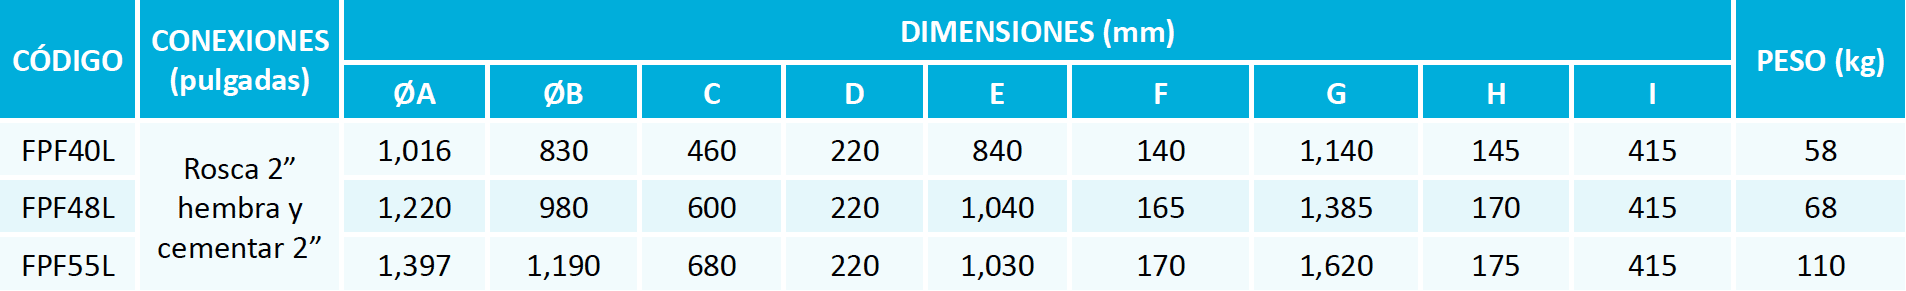 CÓDIGO CONEXIONES (pulgadas) DIMENSIONES (mm) PESO (kg)
ØA ØB C D E F G H I
FPF40L 1,016 830 460 220 840 140 1,140 145 415 58
Rosca 2”
hembra y
cementar 2”
FPF48L 1,220 980 600 220 1,040 165 1,385 170 415 68
FPF55L 1,397 1,190 680 220 1,030 170 1,620 175 415 110